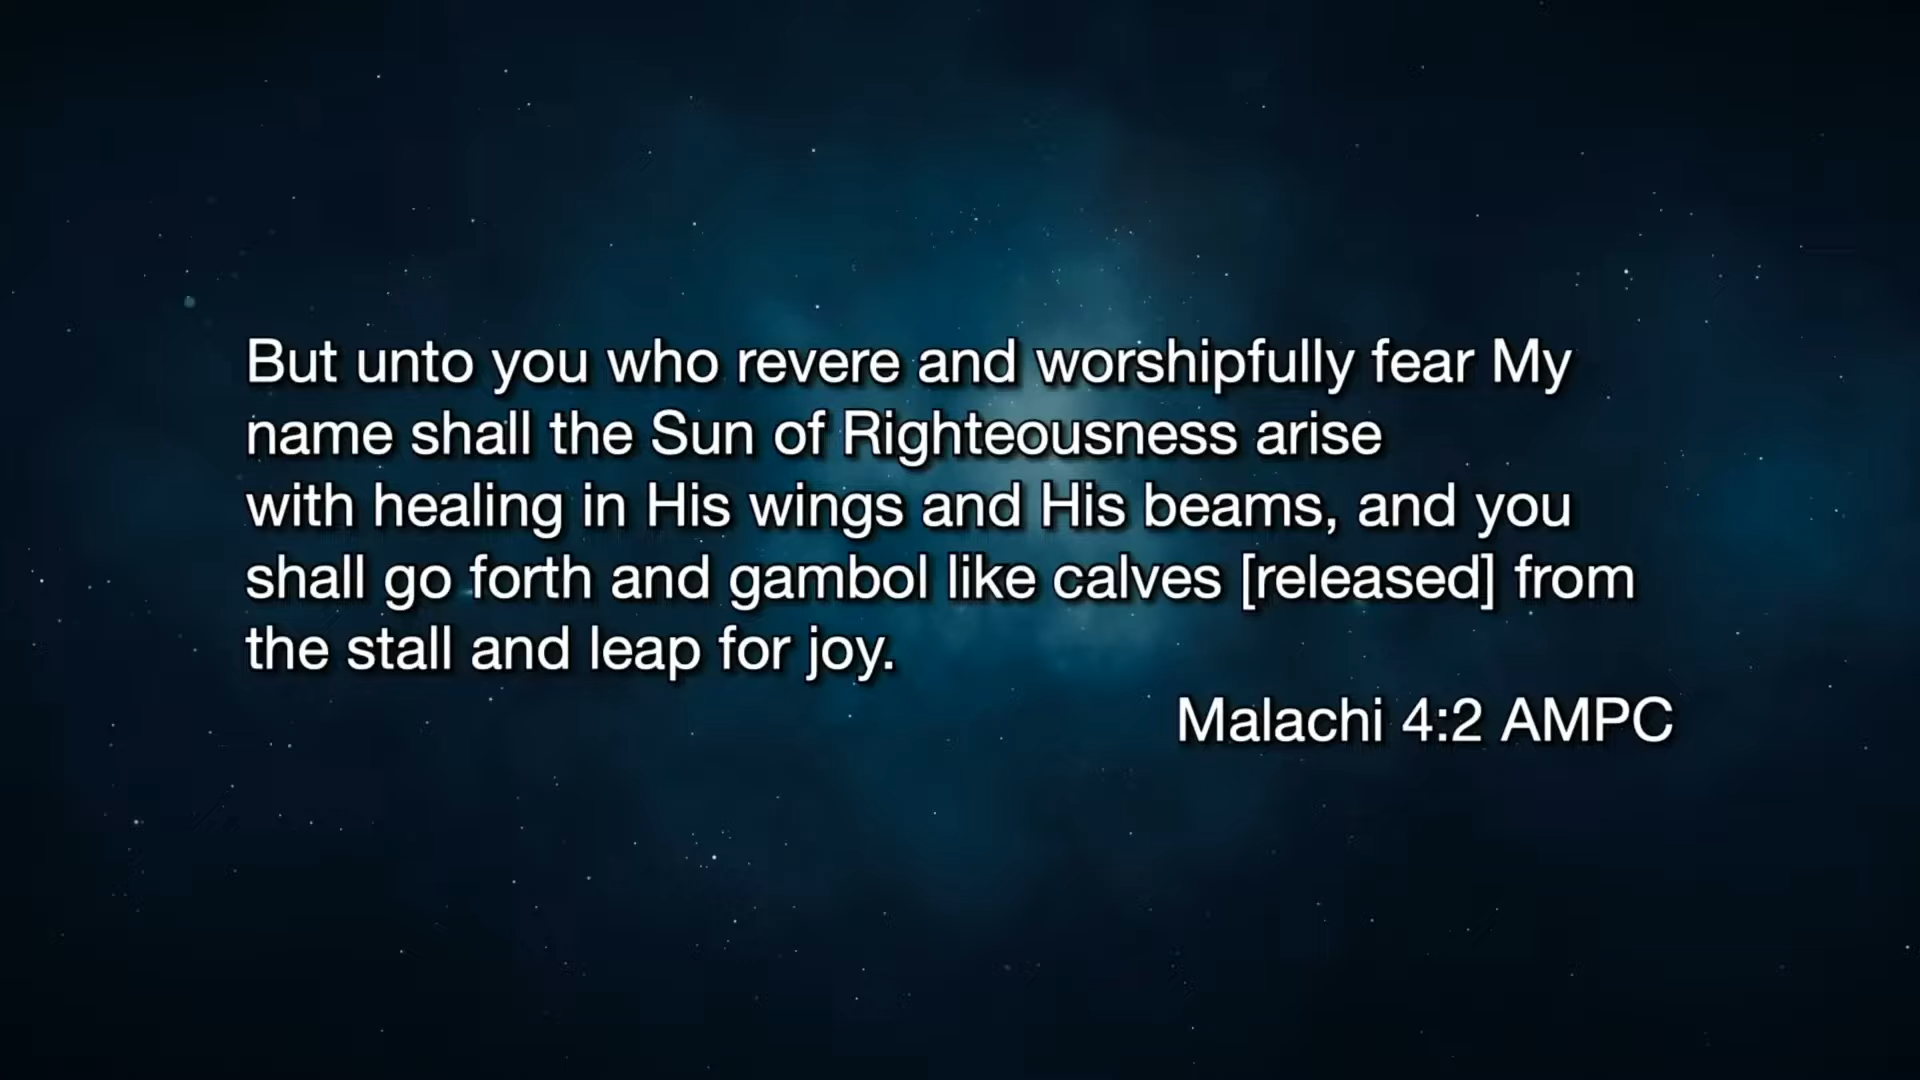 But unto you who revere and worshipfully fear My
name shall the Sun of Righteousness arise
with healing in His wings and His beams, and you
shall go forth and gambol like calves [released] from
the stall and leap for joy.
Malachi 4:2 AMPC